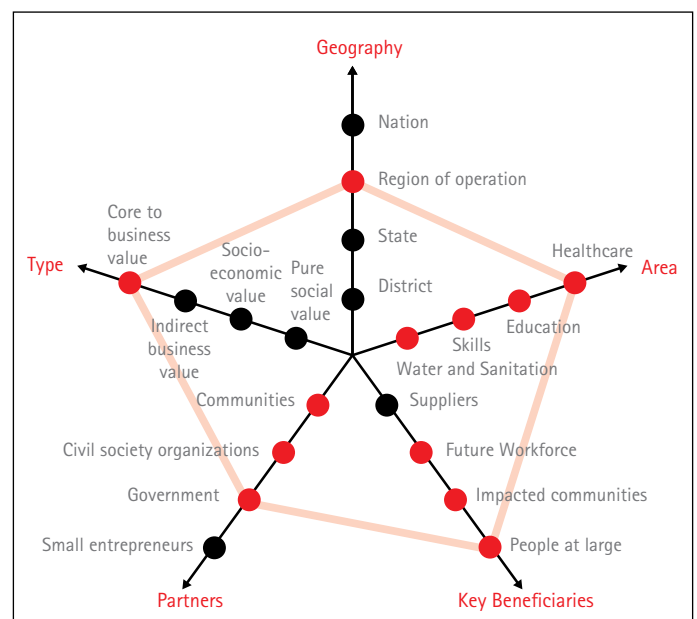 Geography
Nation
Region of operation
State
District
Core to
business
value
Socio-
economic
value
Pure
social
value
Indirect
business
value
Type
Healthcare
Area
Education
Skills
Water and Sanitation
Communities
Civil society organizations
Government
Small entrepreneurs
Partners
Suppliers
Future Workforce
Impacted communities
People at large
Key Beneficiaries